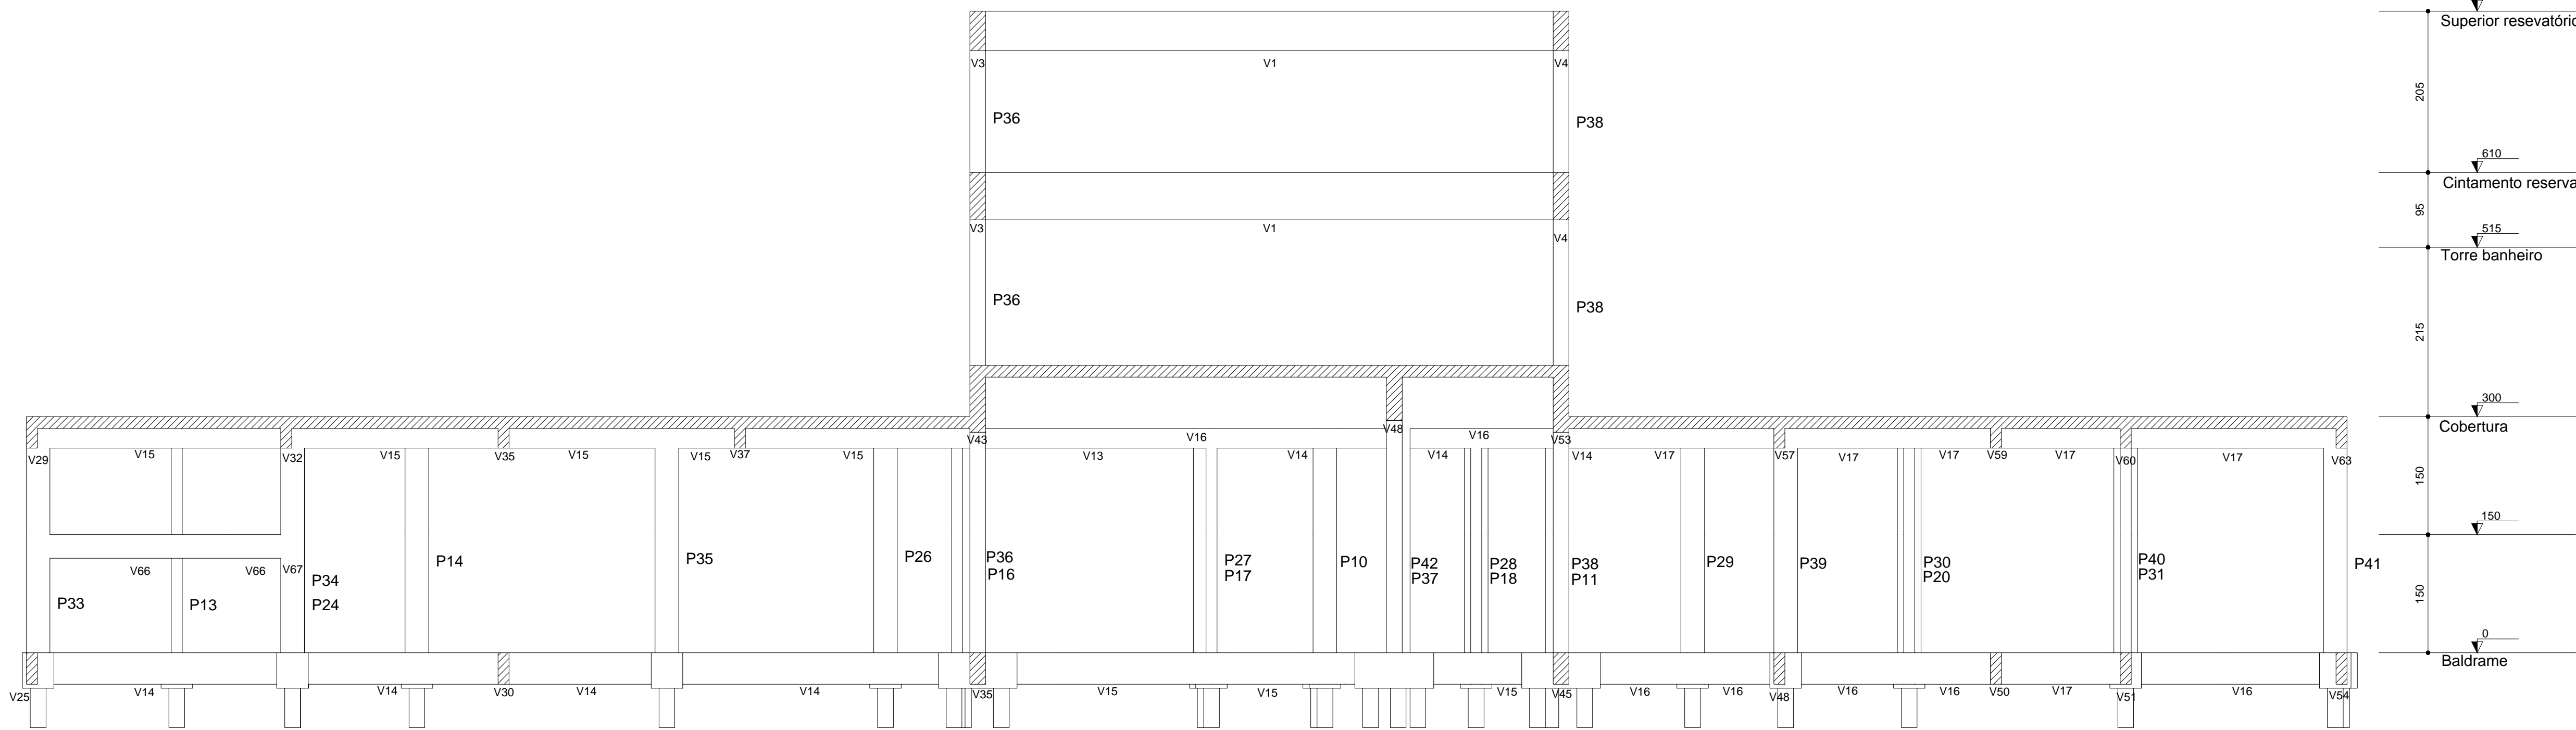 Superior resevatório
V3
V1
V4
205
P36
P38
610
Cintamento reserva
95
V3
V1
V4
515
Torre banheiro
P36
P38
215
300
Cobertura
V43
V16
V48
V16
V53
V29
V15
V32
V15
V35
V15
V15
V37
V15
V13
V14
V14
V14
V17
V57
V17
V17
V59
V17
V60
V17
V63
150
150
P33
V66
P13
V66
V67
P34
P24
P14
P35
P26
P36
P16
P27
P17
P10
P42
P37
P28
P18
P38
P11
P29
P39
P30
P20
P40
P31
P41
150
0
Baldrame
V25
V14
V14
V30
V14
V14
V35
V15
V15
V15
V45
V16
V16
V48
V16
V16
V50
V17
V51
V16
V54